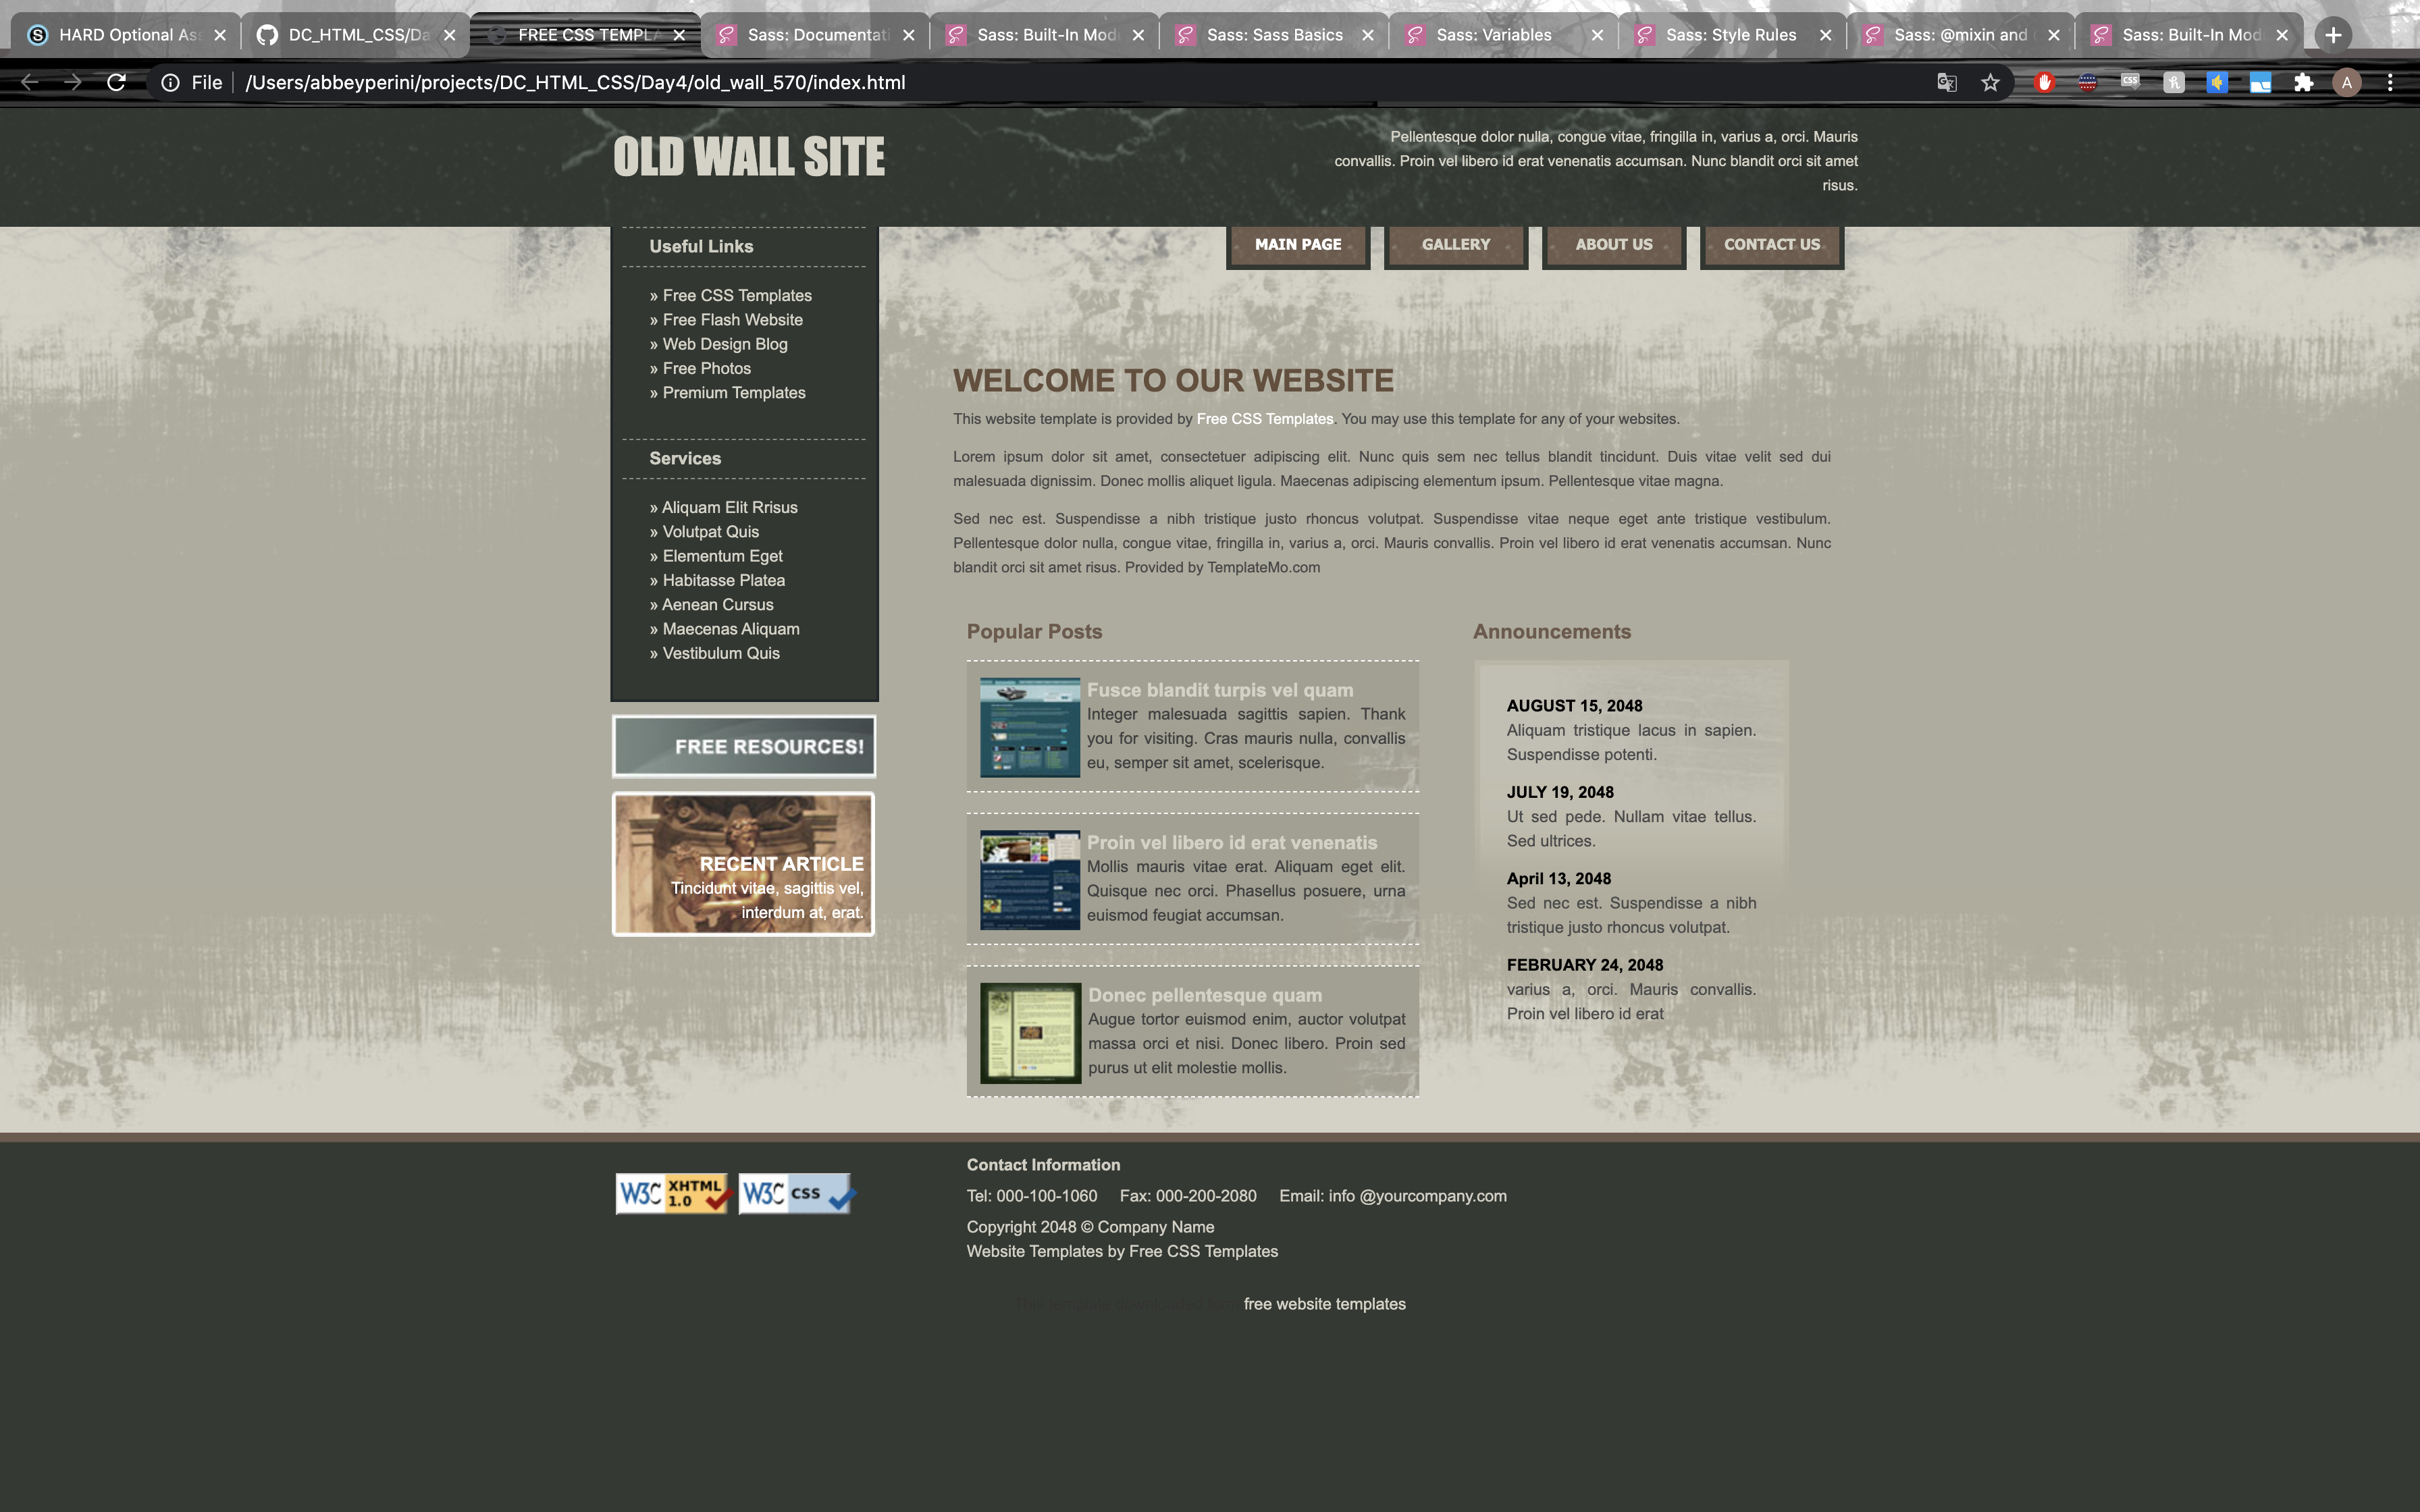 HARD Optional As
DC_HTML_CSS/Da
FREE CSS TEMPLA
Sass: Documentati
Sass: Built-In Mod
Sass: Sass Basics
Sass: Variables
Sass: Style Rules
Sass: @mixin and
Sass: Built-In Mod
File
/Users/abbeyperini/projects/DC_HTML_CSS/Day4/old_wall_570/index.html
CSS
A
OLD WALL SITE
Pellentesque dolor nulla, congue vitae, fringilla in, varius a, orci. Mauris
convallis. Proin vel libero id erat venenatis accumsan. Nunc blandit orci sit amet
risus.
MAIN PAGE
GALLERY
ABOUT US
CONTACT US
Useful Links
» Free CSS Templates
» Free Flash Website
» Web Design Blog
» Free Photos
» Premium Templates
Services
» Aliquam Elit Rrisus
» Volutpat Quis
» Elementum Eget
» Habitasse Platea
» Aenean Cursus
» Maecenas Aliquam
» Vestibulum Quis
FREE RESOURCES!
RECENT ARTICLE
Tincidunt vitae, sagittis vel,
interdum at, erat.
WELCOME TO OUR WEBSITE
This website template is provided by Free CSS Templates. You may use this template for any of your websites.
Lorem ipsum dolor sit amet, consectetuer adipiscing elit. Nunc quis sem nec tellus blandit tincidunt. Duis vitae velit sed dui
malesuada dignissim. Donec mollis aliquet ligula. Maecenas adipiscing elementum ipsum. Pellentesque vitae magna.
Sed nec est. Suspendisse a nibh tristique justo rhoncus volutpat. Suspendisse vitae neque eget ante tristique vestibulum.
Pellentesque dolor nulla, congue vitae, fringilla in, varius a, orci. Mauris convallis. Proin vel libero id erat venenatis accumsan. Nunc
blandit orci sit amet risus. Provided by TemplateMo.com
Popular Posts
Fusce blandit turpis vel quam
Integer malesuada sagittis sapien. Thank
you for visiting. Cras mauris nulla, convallis
eu, semper sit amet, scelerisque.
Proin vel libero id erat venenatis
Mollis mauris vitae erat. Aliquam eget elit.
Quisque nec orci. Phasellus posuere, urna
euismod feugiat accumsan.
Donec pellentesque quam
Augue tortor euismod enim, auctor volutpat
massa orci et nisi. Donec libero. Proin sed
purus ut elit molestie mollis.
Announcements
AUGUST 15, 2048
Aliquam tristique lacus in sapien.
Suspendisse potenti.
JULY 19, 2048
Ut sed pede. Nullam vitae tellus.
Sed ultrices.
April 13, 2048
Sed nec est. Suspendisse a nibh
tristique justo rhoncus volutpat.
FEBRUARY 24, 2048
varius a, orci. Mauris convallis.
Proin vel libero id erat
W3C XHTML 1.0
W3C CSS
Contact Information
Tel: 000-100-1060 Fax: 000-200-2080 Email: info @yourcompany.com
Copyright 2048 © Company Name
Website Templates by Free CSS Templates
free website templates